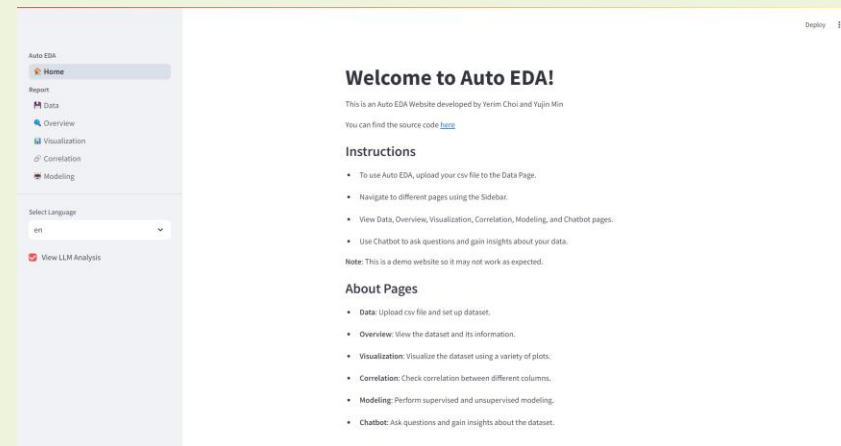 Deploy
Auto EDA
Home
Report
Data
Overview
Visualization
Correlation
Modeling
Select Language
en
View LLM Analysis
Welcome to Auto EDA!
This is an Auto EDA Website developed by Yerim Choi and Yujin Min
You can find the source code here
Instructions
• To use Auto EDA, upload your csv file to the Data Page.
• Navigate to different pages using the Sidebar.
• View Data, Overview, Visualization, Correlation, Modeling, and Chatbot pages.
• Use Chatbot to ask questions and gain insights about your data.
Note: This is a demo website so it may not work as expected.
About Pages
• Data: Upload csv file and set up dataset.
• Overview: View the dataset and its information.
• Visualization: Visualize the dataset using a variety of plots.
• Correlation: Check correlation between different columns.
• Modeling: Perform supervised and unsupervised modeling.
• Chatbot: Ask questions and gain insights about the dataset.